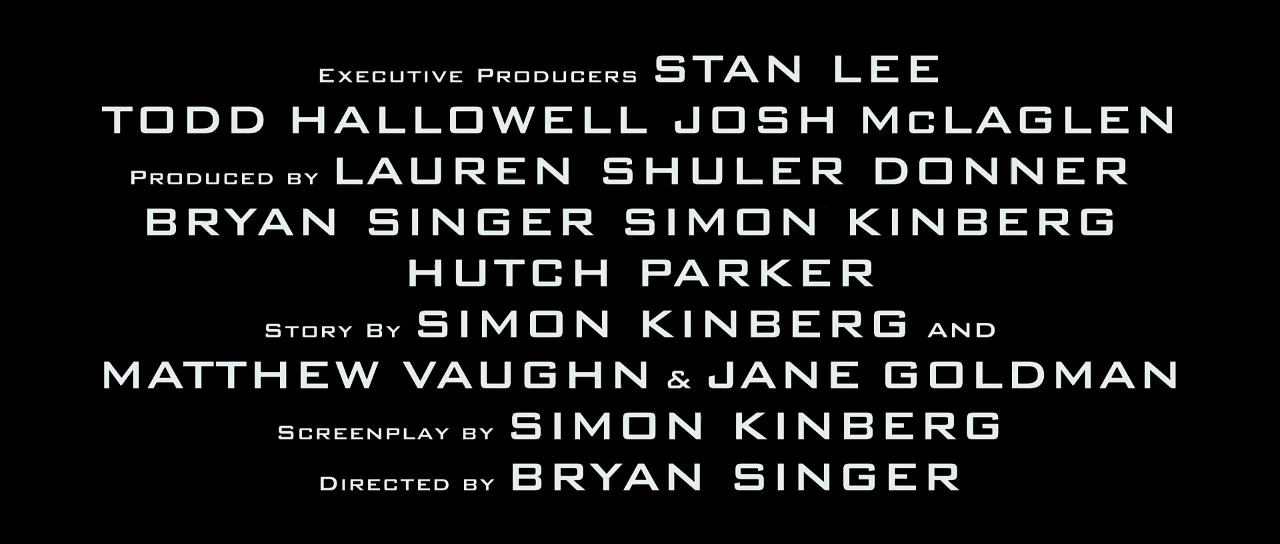 Executive Producers STAN LEE
TODD HALLOWELL JOSH McLAGLEN
Produced by LAUREN SHULER DONNER
BRYAN SINGER SIMON KINBERG
HUTCH PARKER
Story By SIMON KINBERG and
MATTHEW VAUGHN & JANE GOLDMAN
Screenplay by SIMON KINBERG
Directed by BRYAN SINGER